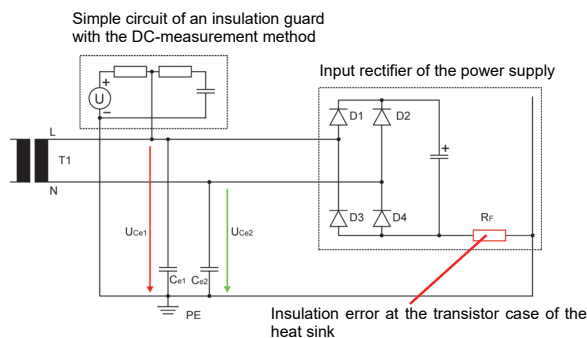 Simple circuit of an insulation guard
with the DC-measurement method
Input rectifier of the power supply
+
U
−
D1
D2
L
T1
+
N
D3
D4
RF
UCe1
UCe2
Ce1
Ce2
PE
Insulation error at the transistor case of the
heat sink